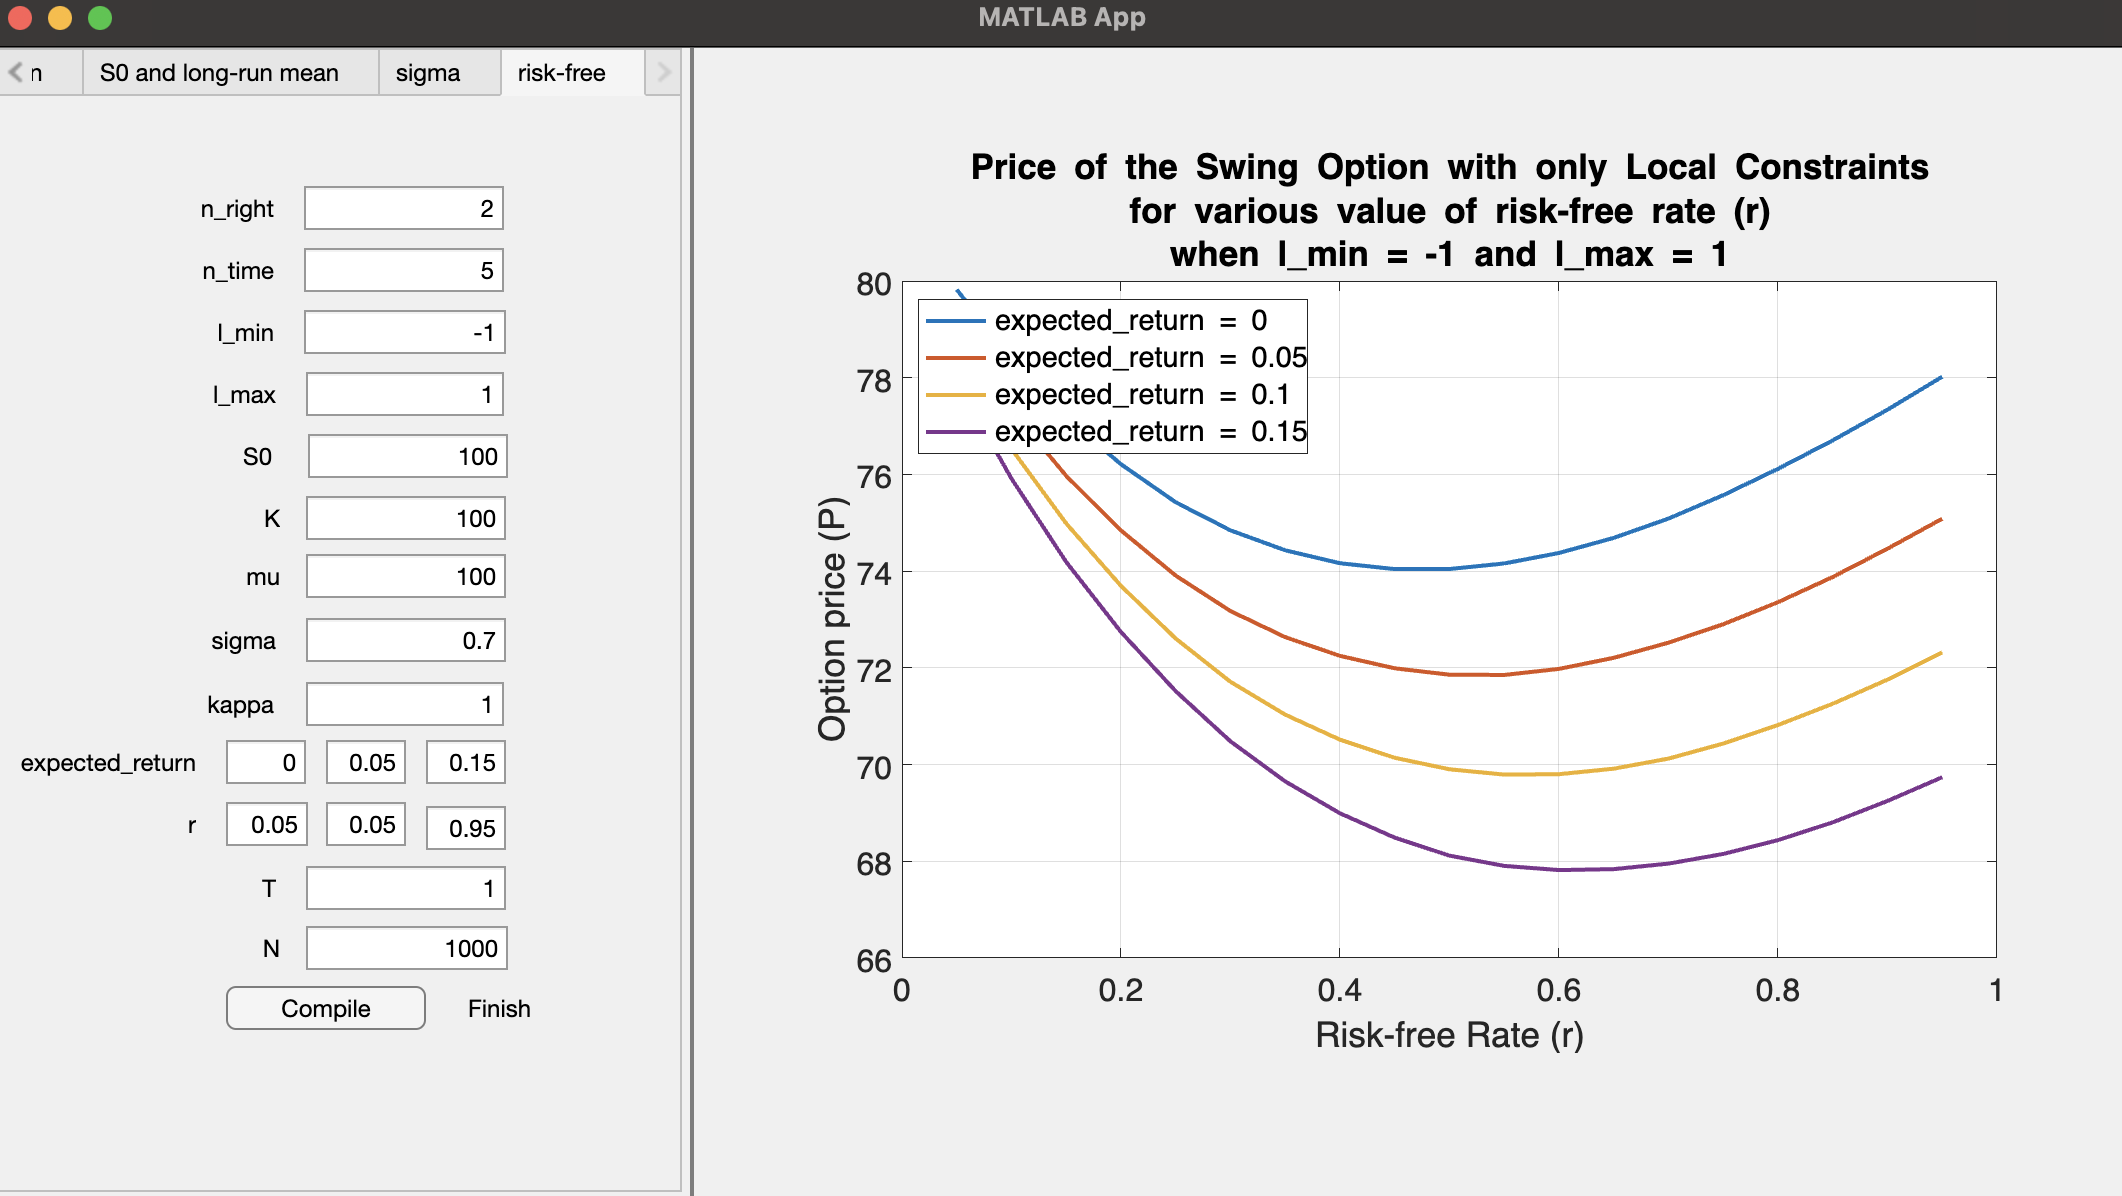 MATLAB App
n
S0 and long-run mean
sigma
risk-free
n_right 2
n_time 5
l_min -1
l_max 1
S0 100
K 100
mu 100
sigma 0.7
kappa 1
expected_return 0 0.05 0.15
r 0.05 0.05 0.95
T 1
N 1000
Compile Finish
Price of the Swing Option with only Local Constraints
for various value of risk-free rate (r)
when l_min = -1 and l_max = 1
expected_return = 0
expected_return = 0.05
expected_return = 0.1
expected_return = 0.15
80
78
76
74
72
70
68
66
Option price (P)
0 0.2 0.4 0.6 0.8 1
Risk-free Rate (r)